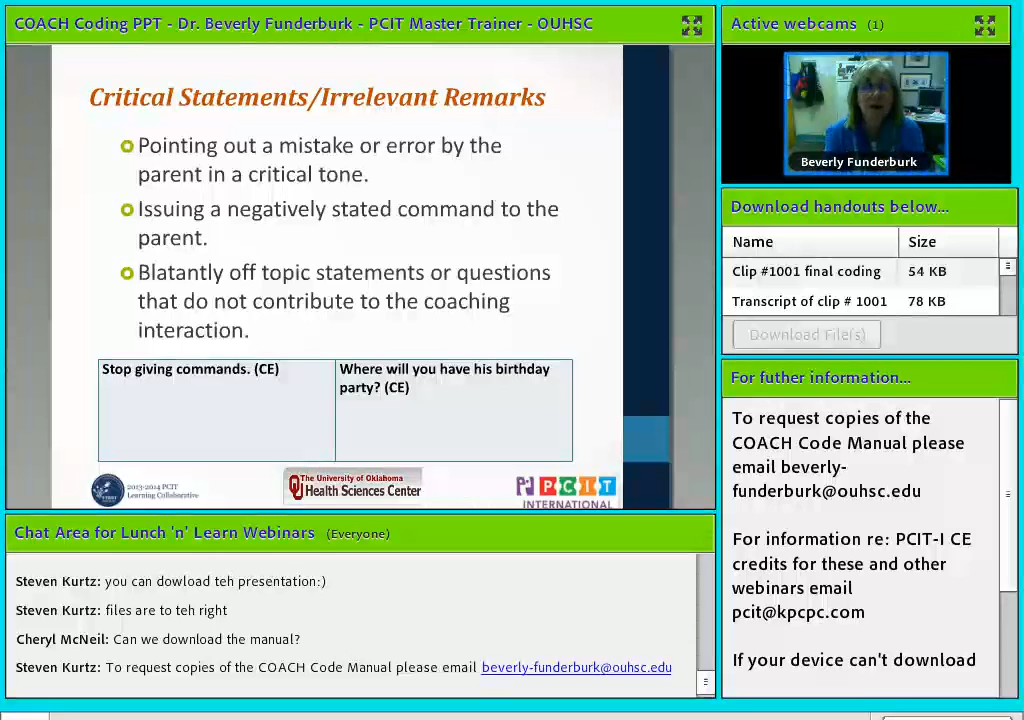 COACH Coding PPT - Dr. Beverly Funderburk - PCIT Master Trainer - OUHSC
Critical Statements/Irrelevant Remarks
Pointing out a mistake or error by the
parent in a critical tone.
Issuing a negatively stated command to the
parent.
Blatantly off topic statements or questions
that do not contribute to the coaching
interaction.
Stop giving commands. (CE)
Where will you have his birthday
party? (CE)
2013-2014 PCIT
Learning Collaborative
The University of Oklahoma
Health Sciences Center
PCIT
INTERNATIONAL
Active webcams (1)
Beverly Funderburk
Download handouts below...
Name Size
Clip #1001 final coding 54 KB
Transcript of clip # 1001 78 KB
Download File(s)
For futher information...
To request copies of the
COACH Code Manual please
email beverly-
funderburk@ouhsc.edu
For information re: PCIT-I CE
credits for these and other
webinars email
pcit@kpcpc.com
If your device can't download
Chat Area for Lunch 'n' Learn Webinars (Everyone)
Steven Kurtz: you can dowload teh presentation:)
Steven Kurtz: files are to teh right
Cheryl McNeil: Can we download the manual?
Steven Kurtz: To request copies of the COACH Code Manual please email beverly-funderburk@ouhsc.edu